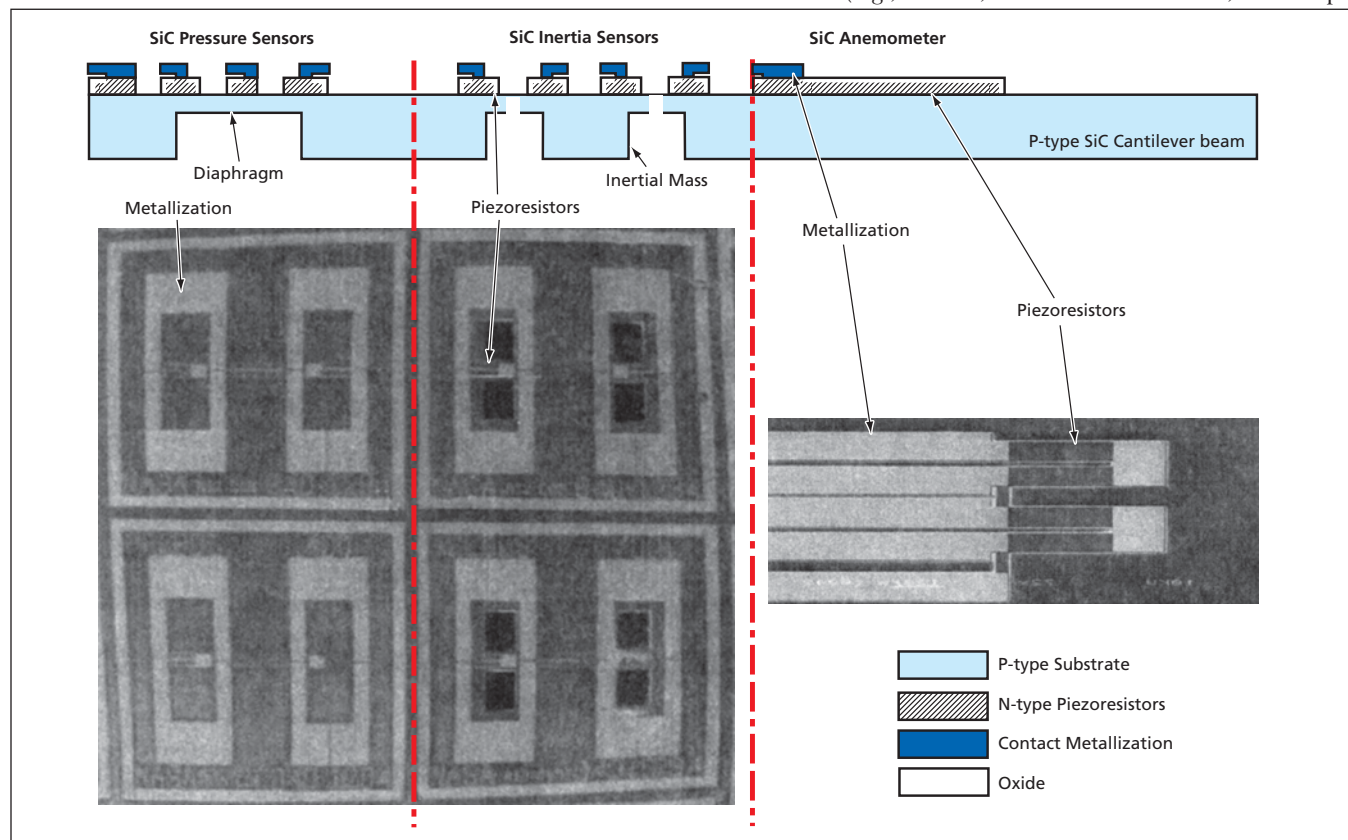 SiC Pressure Sensors
SiC Inertia Sensors
SiC Anemometer
P-type SiC Cantilever beam
Diaphragm
Inertial Mass
Metallization
Piezoresistors
Metallization
Piezoresistors
P-type Substrate
N-type Piezoresistors
Contact Metallization
Oxide